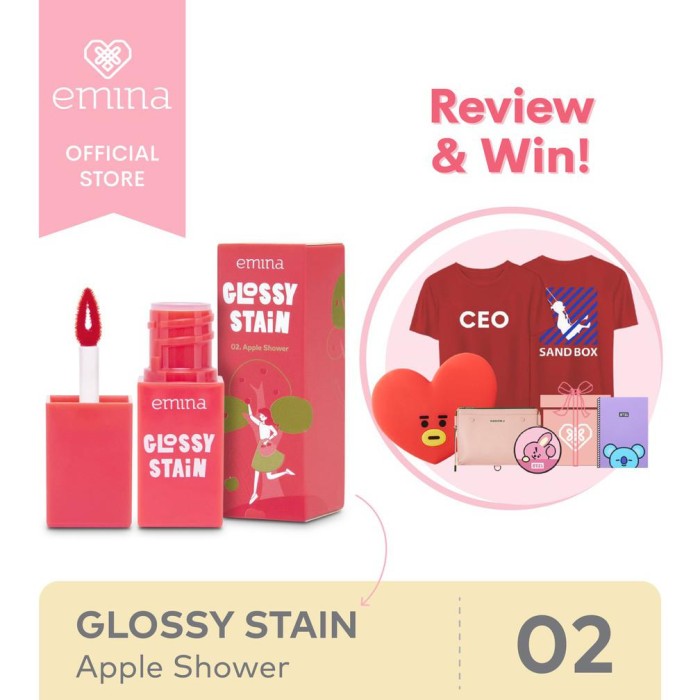 emina
OFFICIAL
STORE
Review
& Win!
emina
GLOSSY
STAIN
02. Apple Shower
emina
GLOSSY
STAIN
CEO
SAND BOX
GLOSSY STAIN
Apple Shower
02